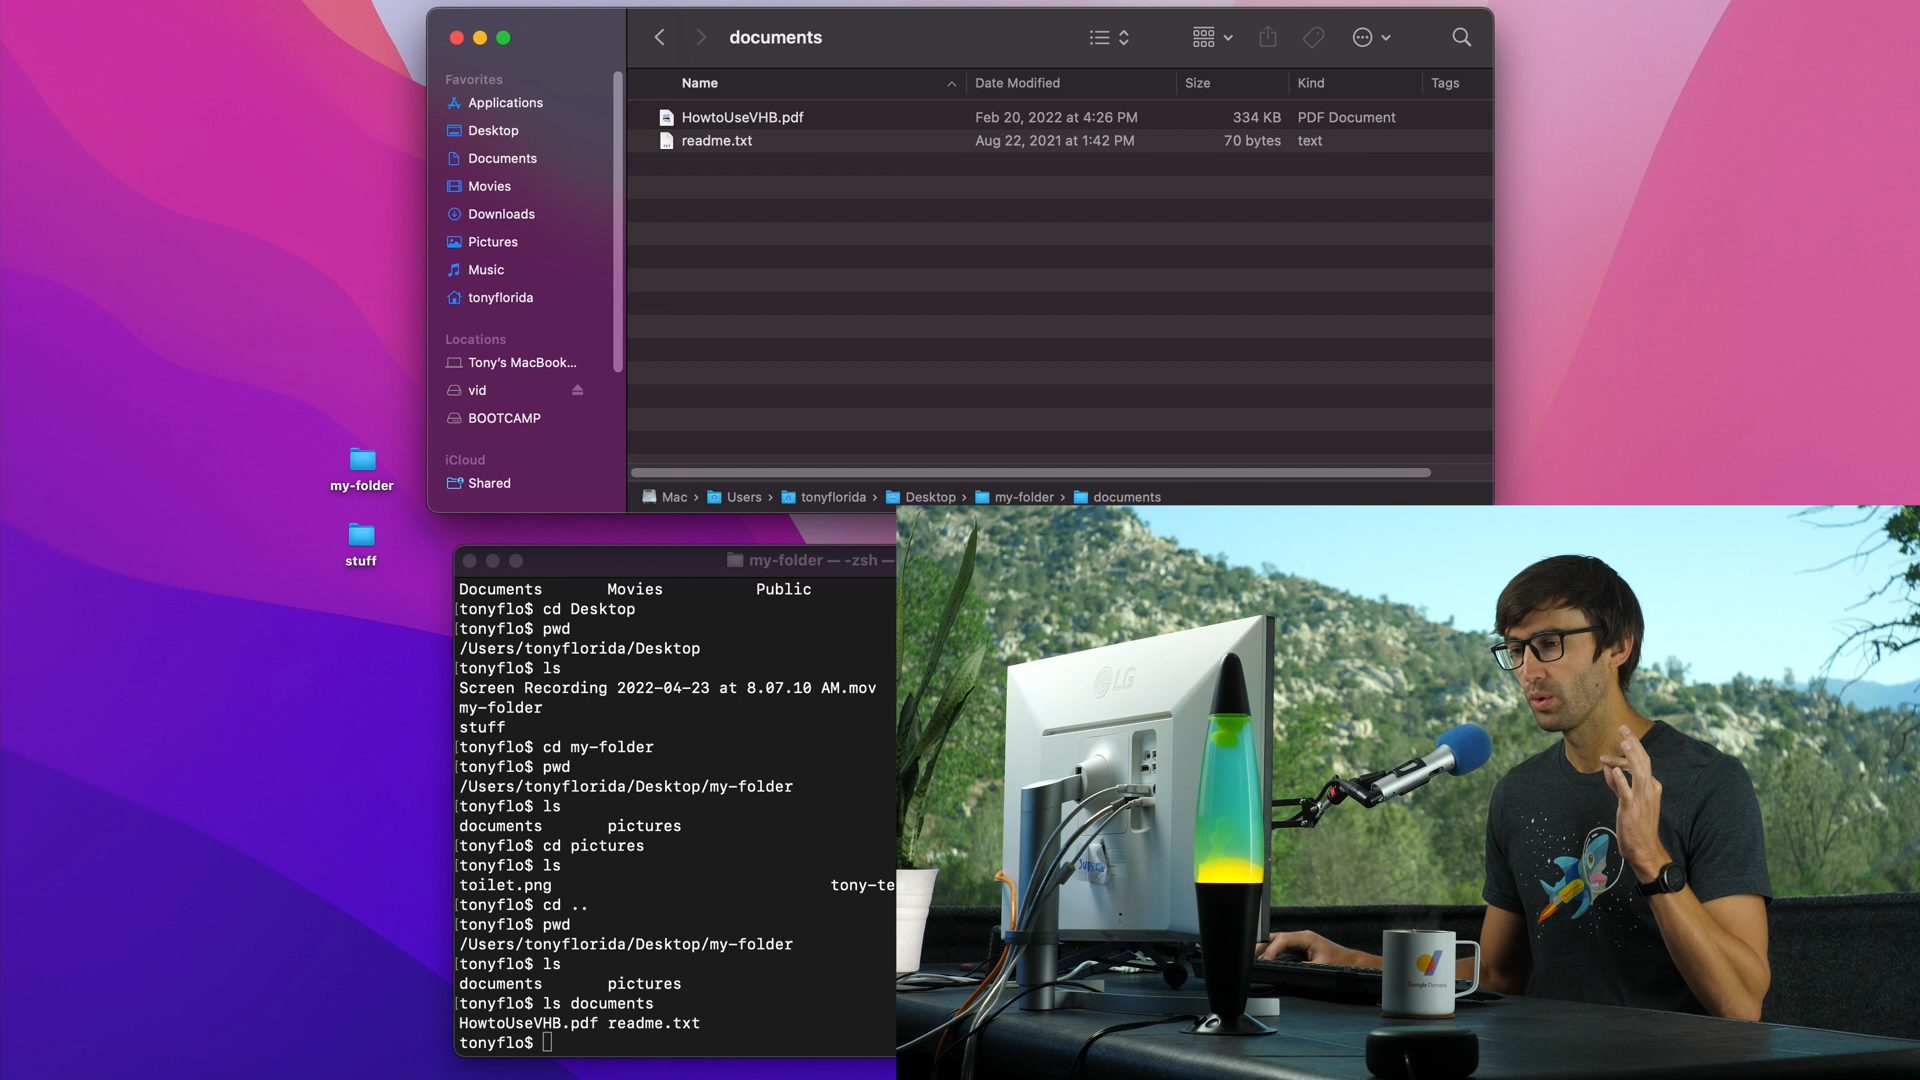 documents
Name Date Modified Size Kind Tags
HowtoUseVHB.pdf Feb 20, 2022 at 4:26 PM 334 KB PDF Document
readme.txt Aug 22, 2021 at 1:42 PM 70 bytes text
Favorites
Applications
Desktop
Documents
Movies
Downloads
Pictures
Music
tonyflorida
Locations
Tony's MacBook...
vid
BOOTCAMP
iCloud
Shared
Mac › Users › tonyflorida › Desktop › my-folder › documents
my-folder
stuff
my-folder — -zsh —
Documents Movies Public
[tonyflo$ cd Desktop
[tonyflo$ pwd
/Users/tonyflorida/Desktop
[tonyflo$ ls
Screen Recording 2022-04-23 at 8.07.10 AM.mov
my-folder
stuff
[tonyflo$ cd my-folder
[tonyflo$ pwd
/Users/tonyflorida/Desktop/my-folder
[tonyflo$ ls
documents pictures
[tonyflo$ cd pictures
[tonyflo$ ls
toilet.png tony-te
[tonyflo$ cd ..
[tonyflo$ pwd
/Users/tonyflorida/Desktop/my-folder
[tonyflo$ ls
documents pictures
[tonyflo$ ls documents
HowtoUseVHB.pdf readme.txt
tonyflo$
LG
Google Domains